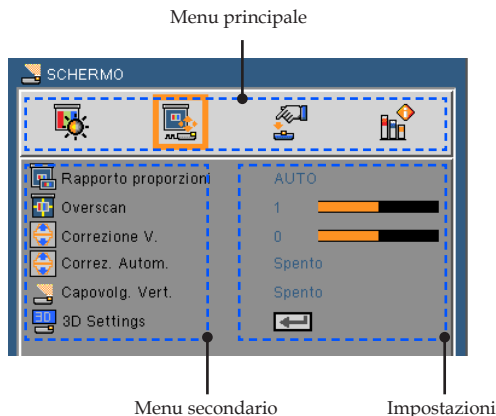 Menu principale
SCHERMO
Rapporto proporzioni AUTO
Overscan 1
Correzione V. 0
Correz. Autom. Spento
Capovolg. Vert. Spento
3D 3D Settings
Menu secondario Impostazioni